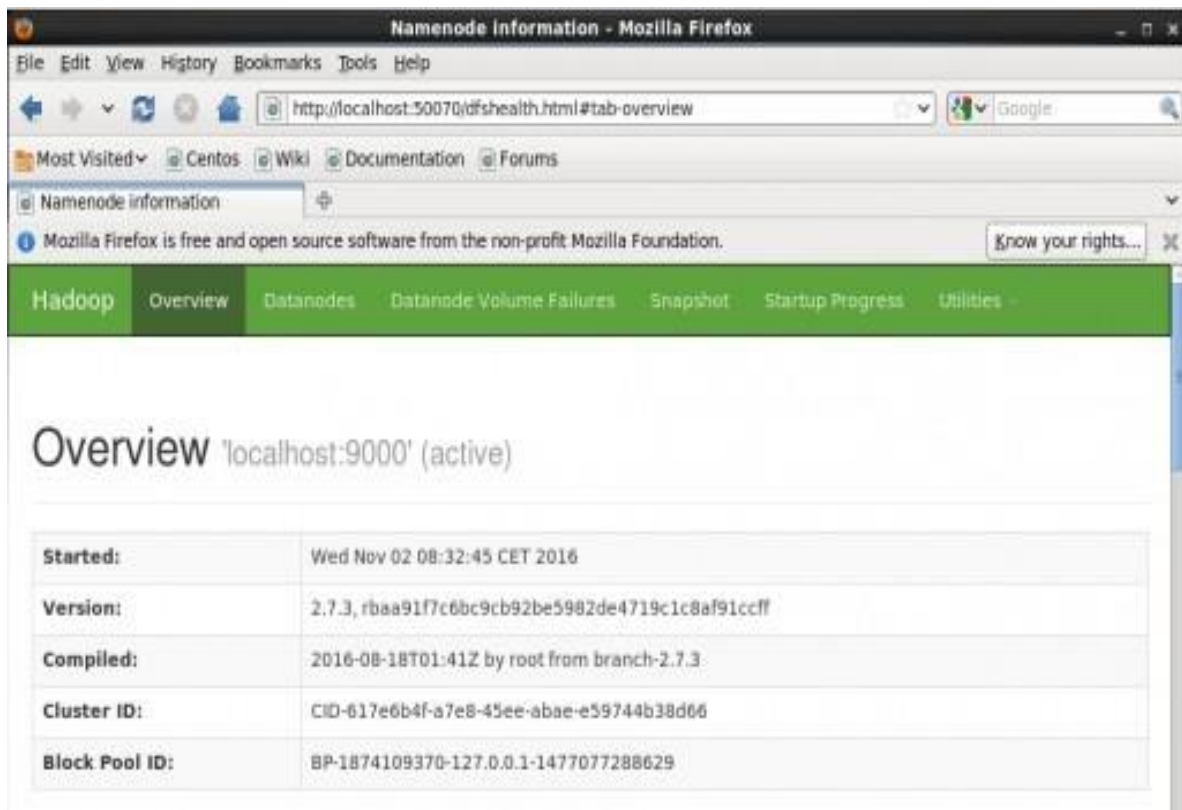 Namenode information - Mozilla Firefox
File Edit View History Bookmarks Tools Help
http://localhost:50070/dfshealth.html#tab-overview Google
Most Visited Centos Wiki Documentation Forums
Namenode information
Mozilla Firefox is free and open source software from the non-profit Mozilla Foundation. Know your rights...
Hadoop Overview Datanodes Datanode Volume Failures Snapshot Startup Progress Utilities
Overview 'localhost:9000' (active)
Started: Wed Nov 02 08:32:45 CET 2016
Version: 2.7.3, rbaa91f7c6bc9cb92be5982de4719c1c8af91ccff
Compiled: 2016-08-18T01:41Z by root from branch-2.7.3
Cluster ID: CID-617e6b4f-a7e8-45ee-abae-e59744b38d66
Block Pool ID: BP-1874109370-127.0.0.1-1477077288629